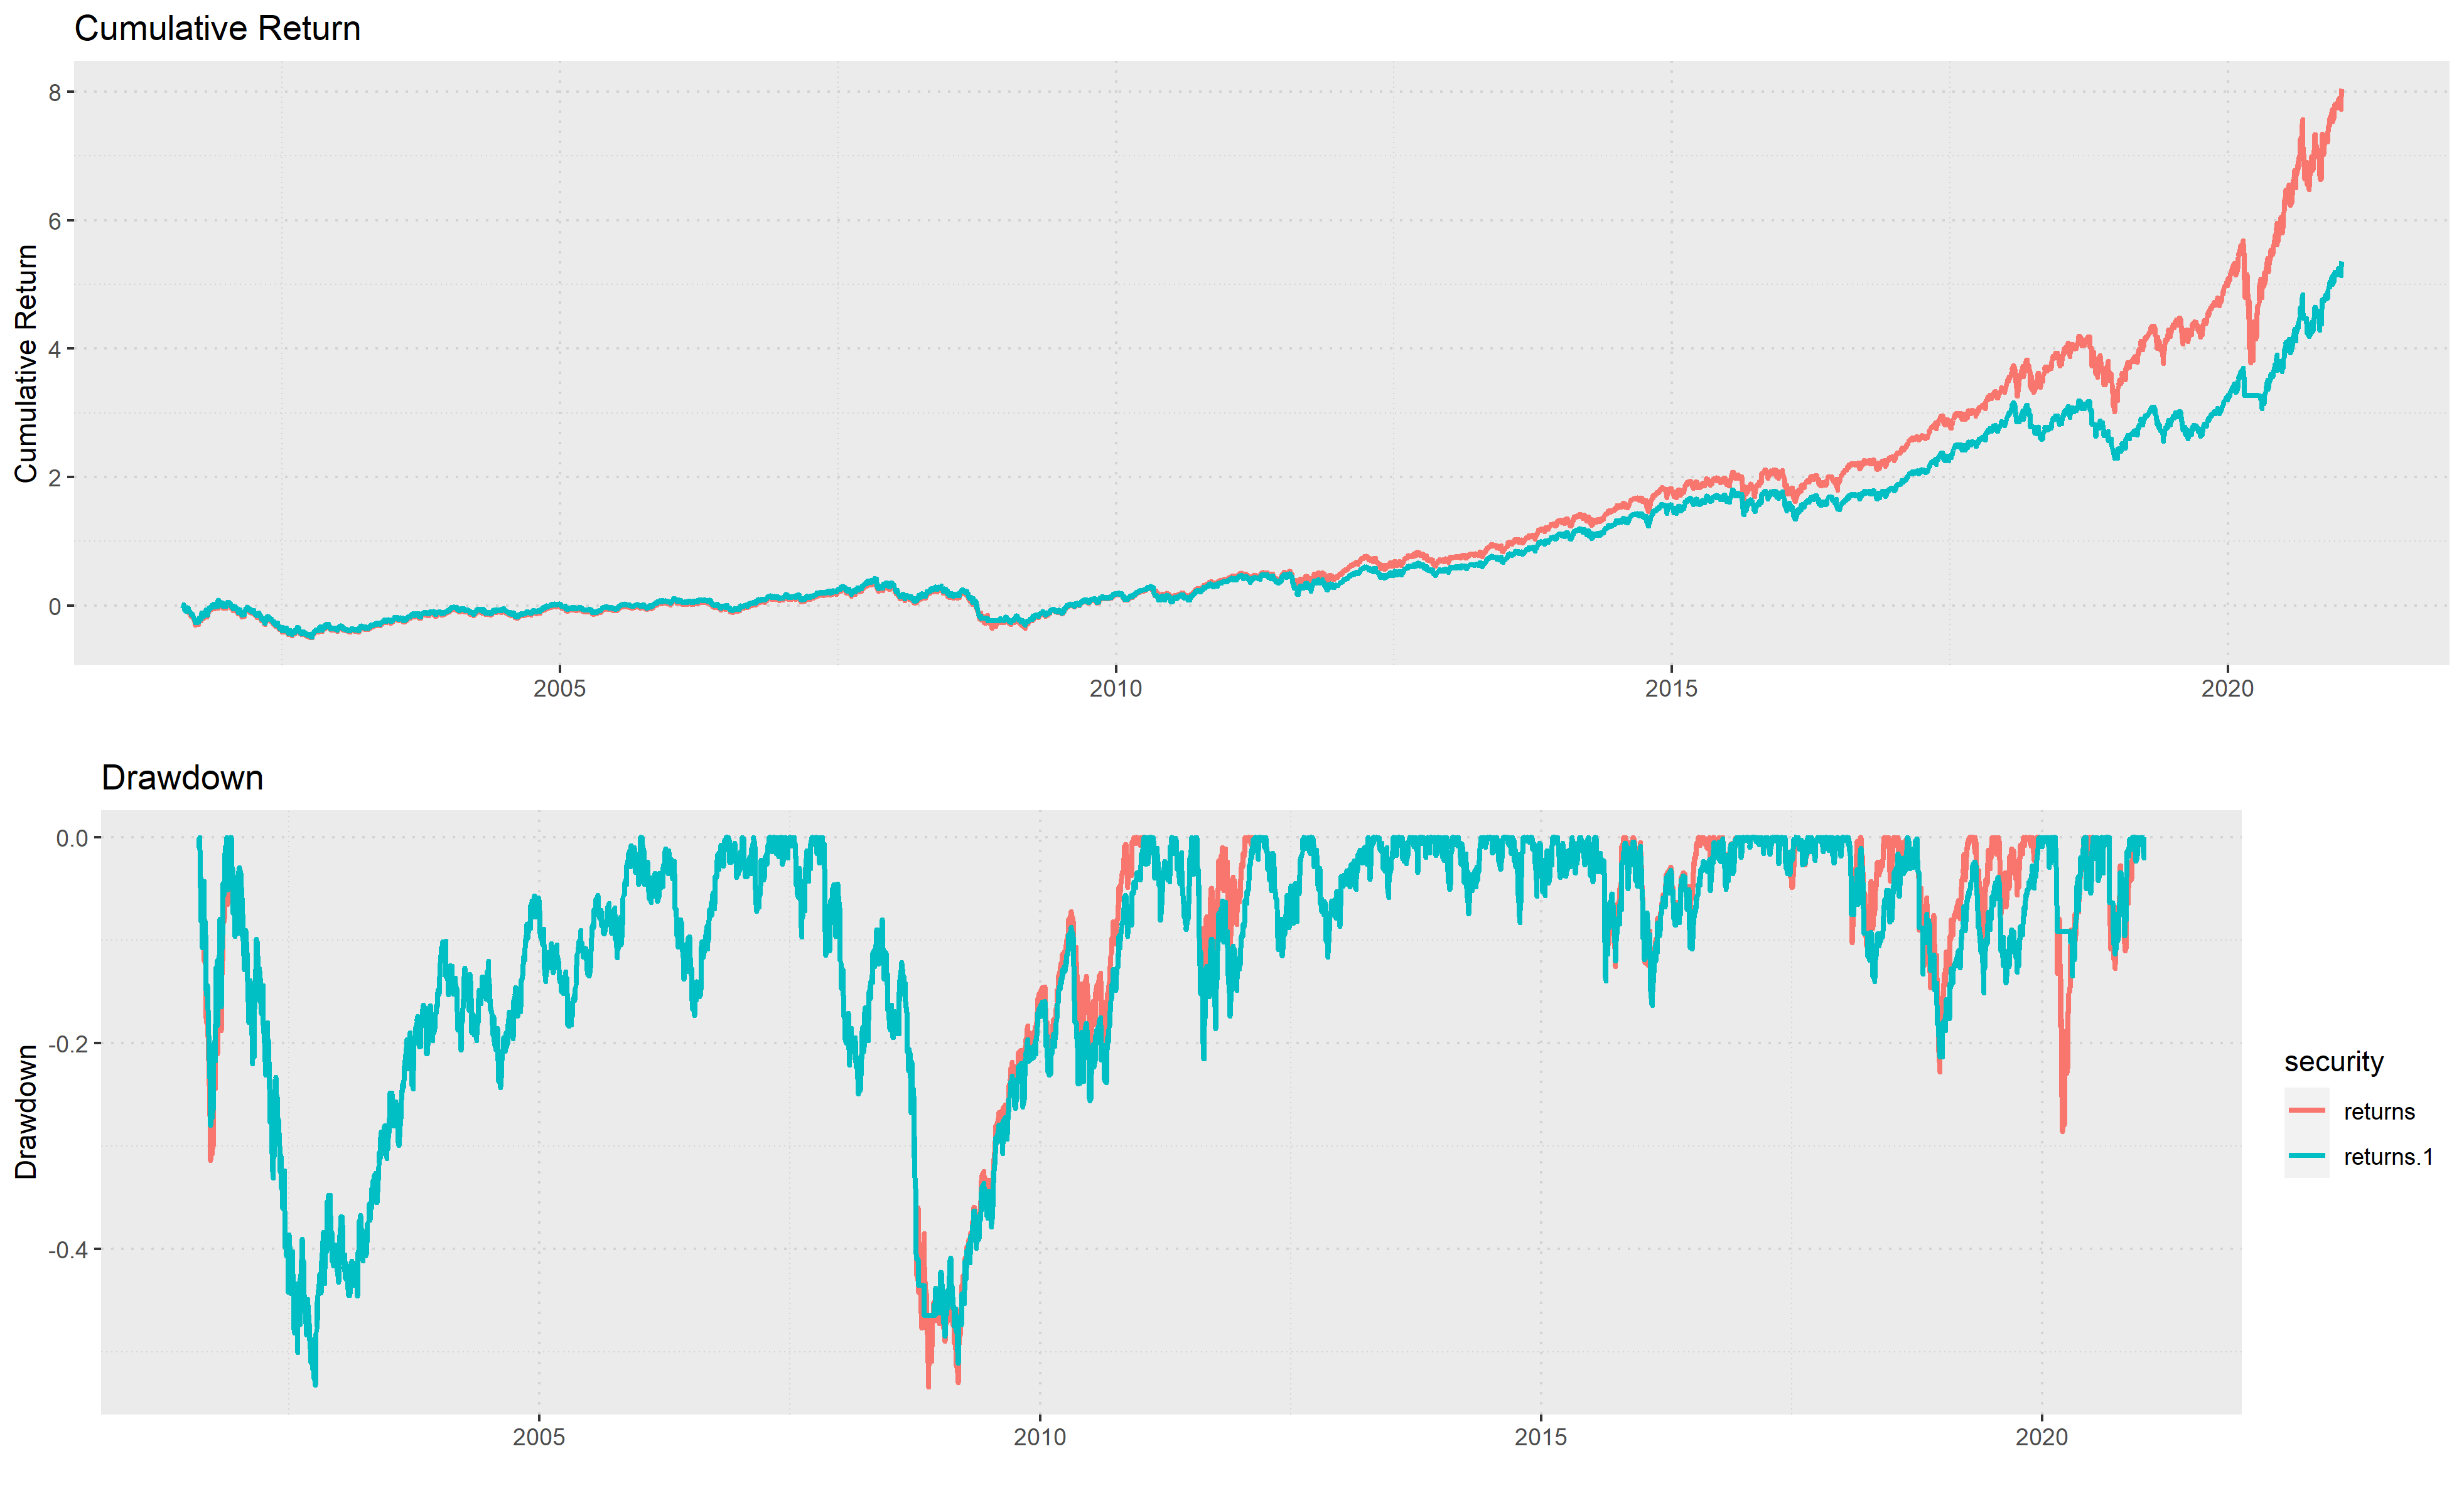 Cumulative Return
Cumulative Return
8
6
4
2
0
2005 2010 2015 2020
Drawdown
Drawdown
0.0
-0.2
-0.4
2005 2010 2015 2020
security
returns
returns.1